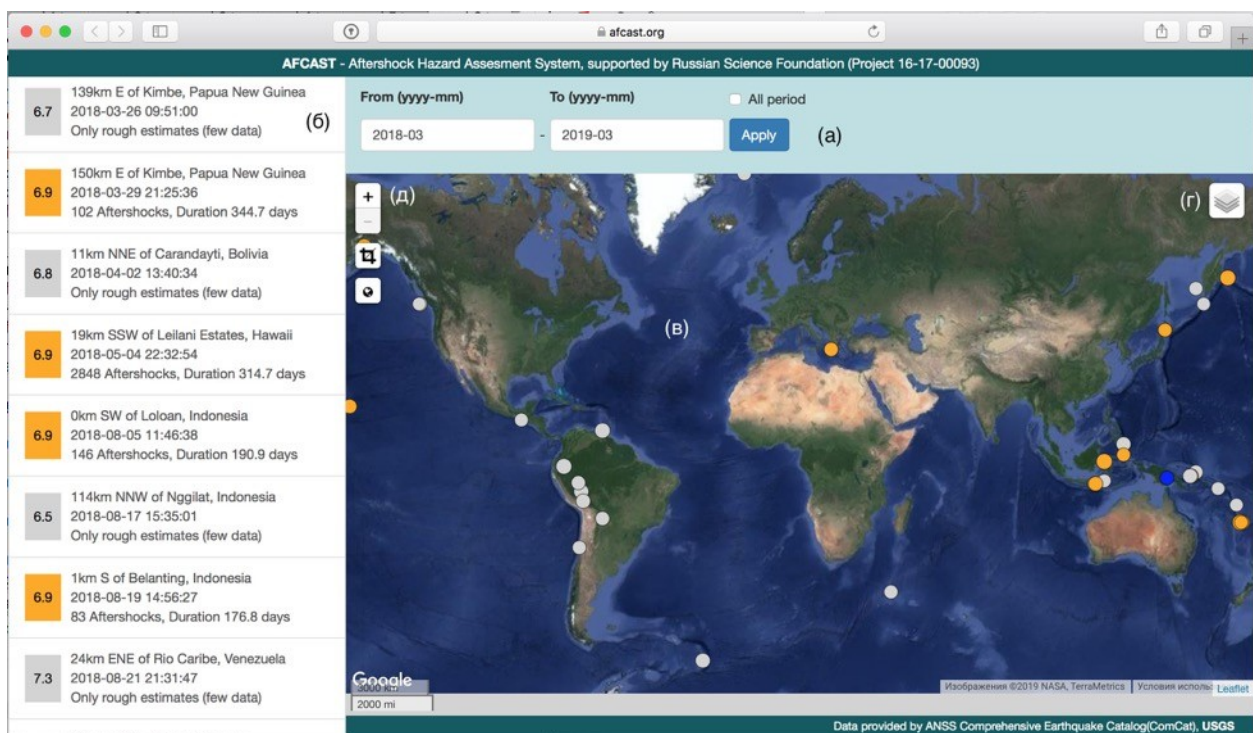 afcast.org
AFCAST - Aftershock Hazard Assesment System, supported by Russian Science Foundation (Project 16-17-00093)
6.7
139km E of Kimbe, Papua New Guinea
2018-03-26 09:51:00
Only rough estimates (few data)
(б)
6.9
150km E of Kimbe, Papua New Guinea
2018-03-29 21:25:36
102 Aftershocks, Duration 344.7 days
6.8
11km NNE of Carandayti, Bolivia
2018-04-02 13:40:34
Only rough estimates (few data)
6.9
19km SSW of Leilani Estates, Hawaii
2018-05-04 22:32:54
2848 Aftershocks, Duration 314.7 days
6.9
0km SW of Loloan, Indonesia
2018-08-05 11:46:38
146 Aftershocks, Duration 190.9 days
6.5
114km NNW of Nggilat, Indonesia
2018-08-17 15:35:01
Only rough estimates (few data)
6.9
1km S of Belanting, Indonesia
2018-08-19 14:56:27
83 Aftershocks, Duration 176.8 days
7.3
24km ENE of Rio Caribe, Venezuela
2018-08-21 21:31:47
Only rough estimates (few data)
From (yyyy-mm) To (yyyy-mm) All period
2018-03 - 2019-03 Apply (а)
+ (д) (г)
-
(в)
Google
3000 km
2000 mi
Изображения ©2019 NASA, TerraMetrics Условия Leaflet
Data provided by ANSS Comprehensive Earthquake Catalog(ComCat), USGS